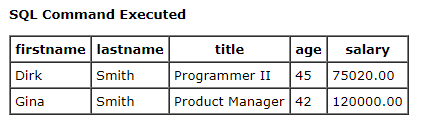 SQL Command Executed
firstname lastname title age salary
Dirk Smith Programmer II 45 75020.00
Gina Smith Product Manager 42 120000.00